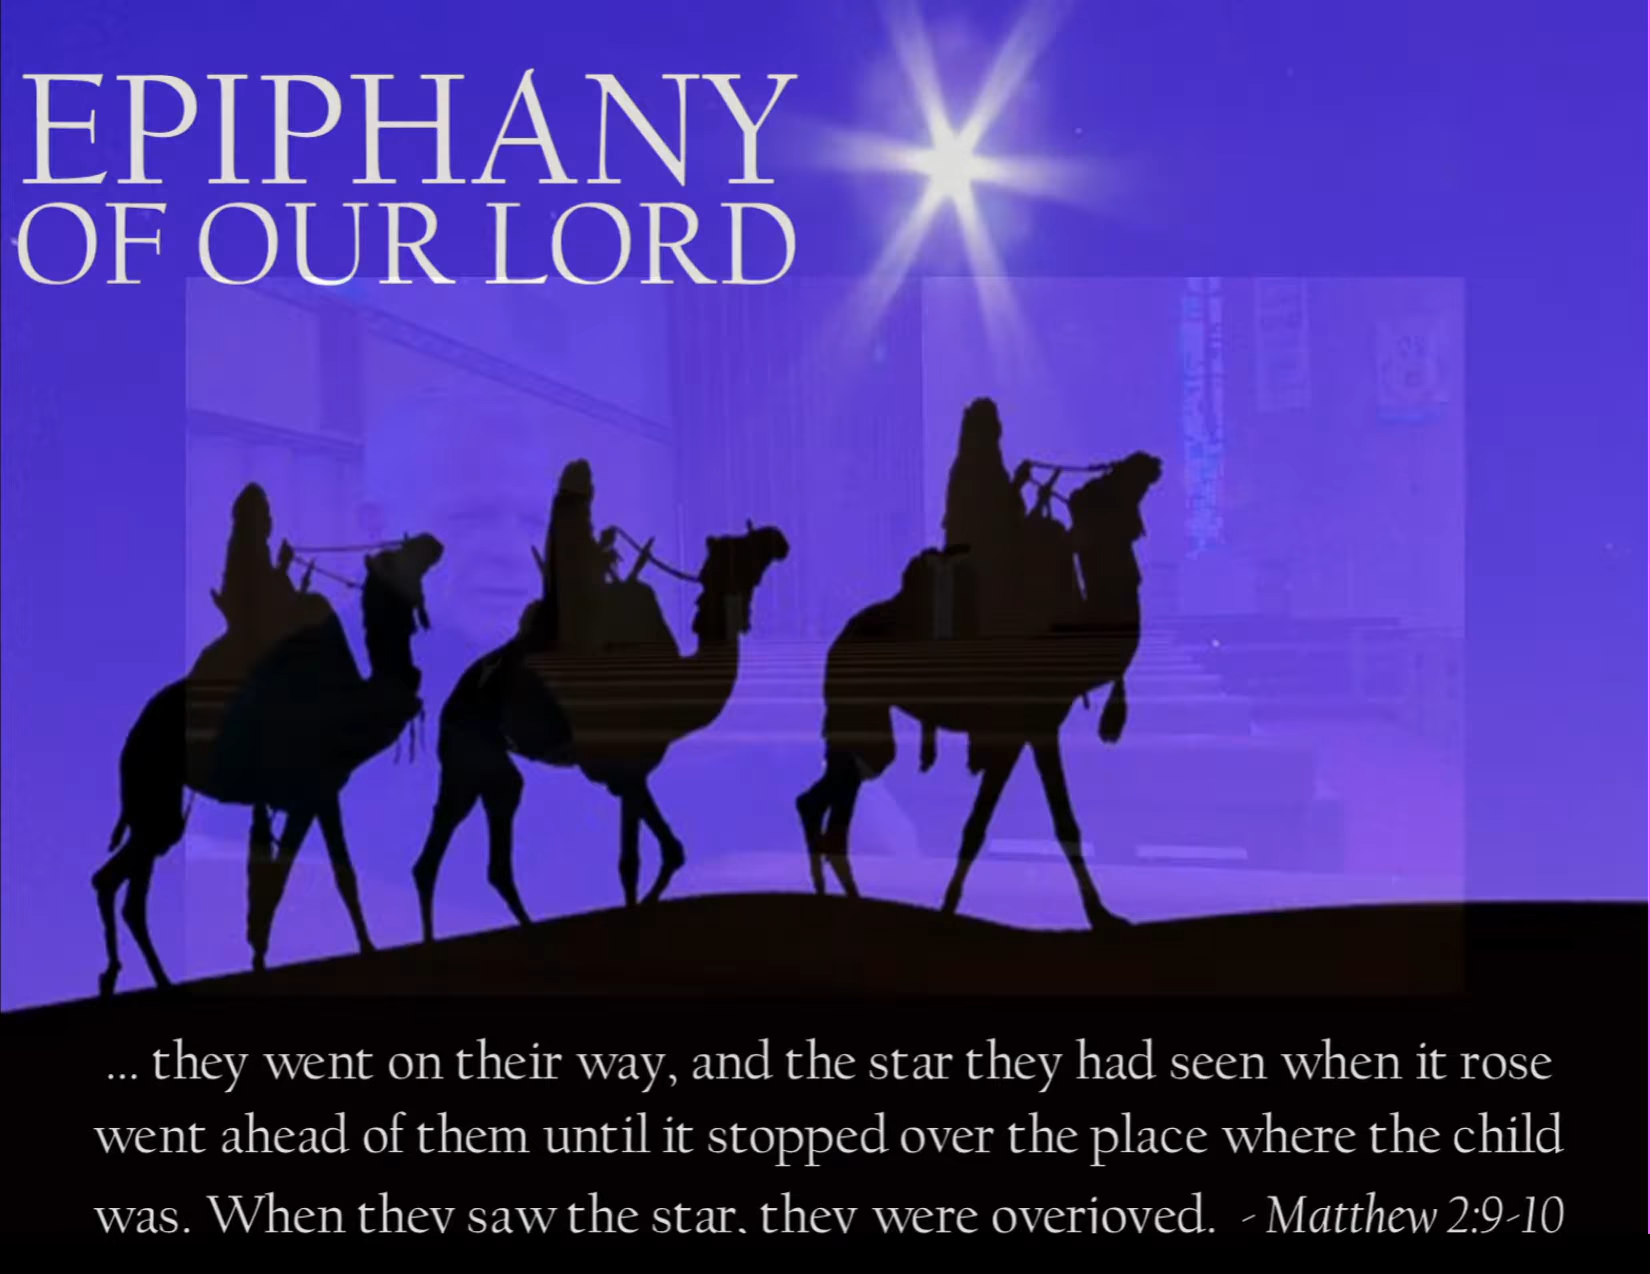 EPIPHANY
OF OUR LORD
... they went on their way, and the star they had seen when it rose
went ahead of them until it stopped over the place where the child
was. When they saw the star, they were overjoyed. - Matthew 2:9-10